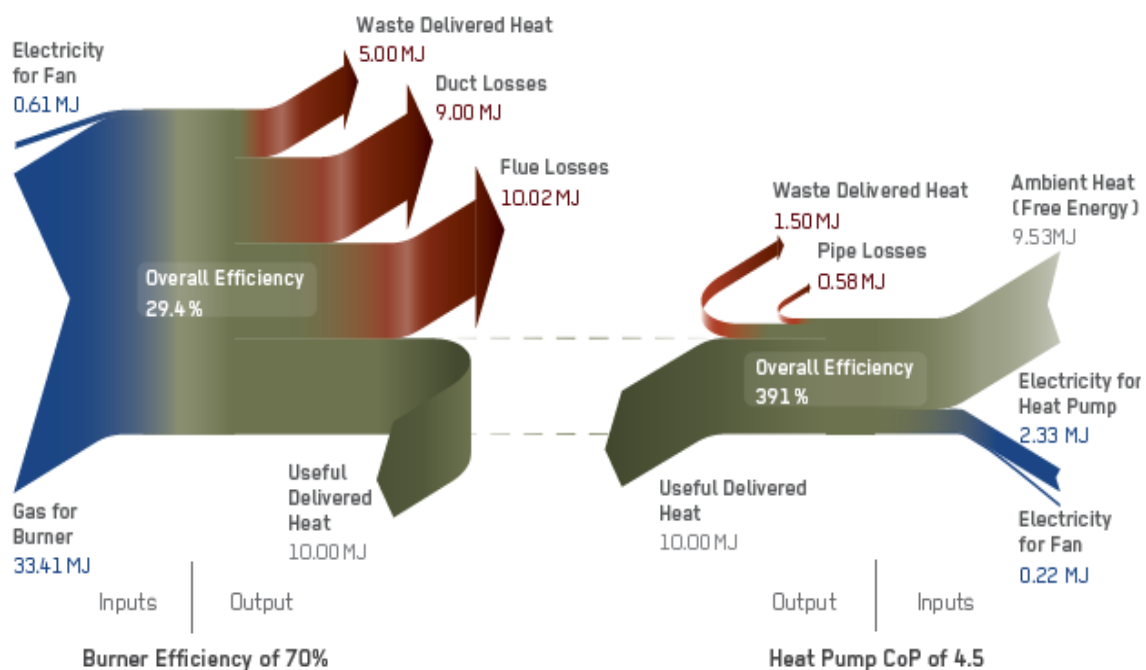 Electricity
for Fan
0.61 MJ
Waste Delivered Heat
5.00 MJ
Duct Losses
9.00 MJ
Flue Losses
10.02 MJ
Overall Efficiency
29.4%
Gas for
Burner
33.41 MJ
Useful
Delivered
Heat
10.00 MJ
Inputs
Output
Burner Efficiency of 70%
Waste Delivered Heat
1.50 MJ
Pipe Losses
0.58 MJ
Ambient Heat
(Free Energy)
9.53MJ
Overall Efficiency
391%
Electricity for
Heat Pump
2.33 MJ
Useful Delivered
Heat
10.00 MJ
Electricity
for Fan
0.22 MJ
Output
Inputs
Heat Pump CoP of 4.5